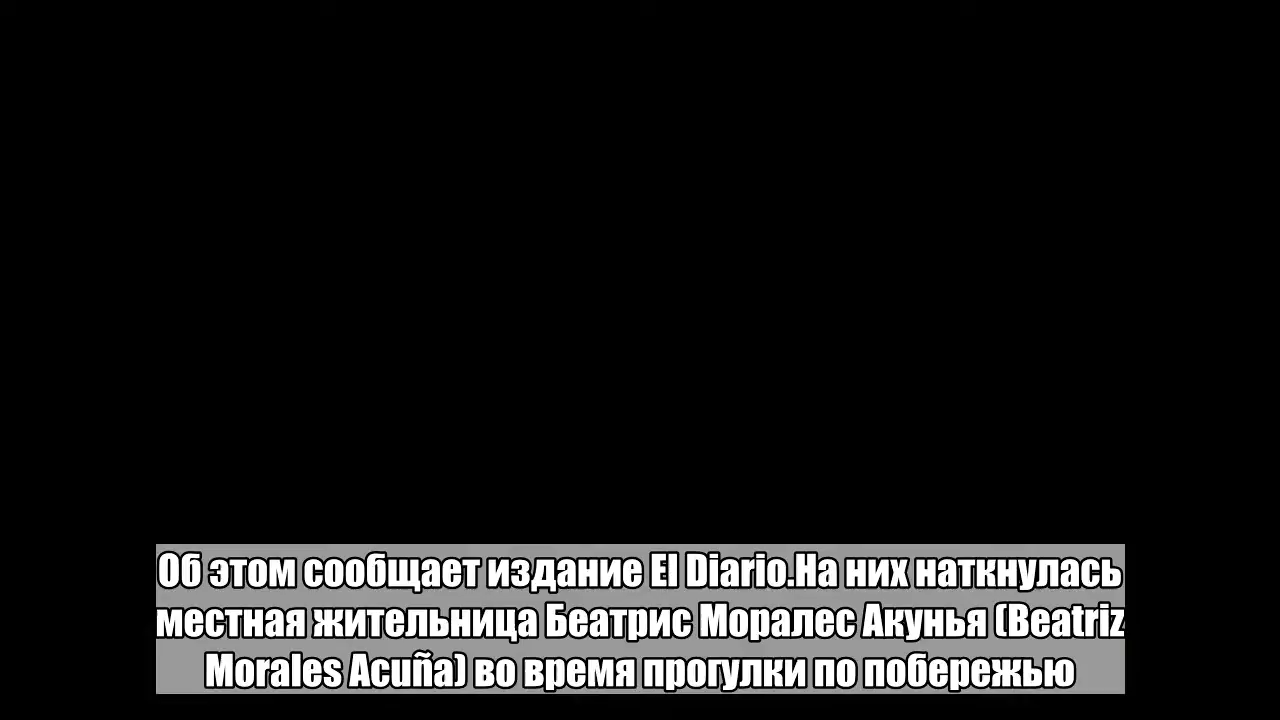 Об этом сообщает издание El Diario.На них наткнулась
местная жительница Беатрис Моралес Акунья (Beatriz
Morales Acuña) во время прогулки по побережью